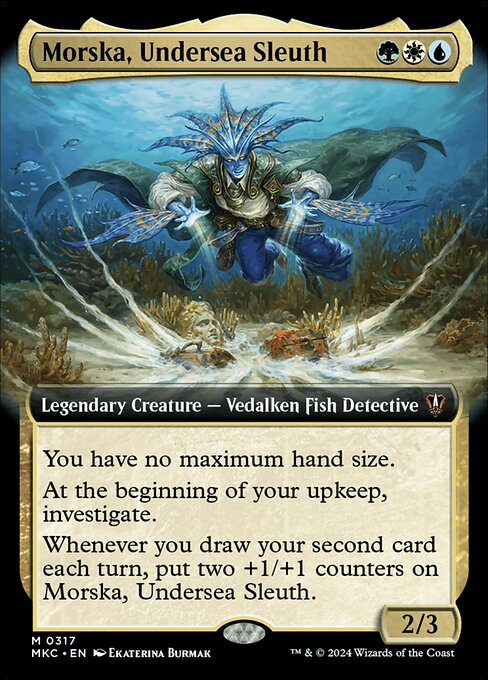 Morska, Undersea Sleuth
Legendary Creature — Vedalken Fish Detective
You have no maximum hand size.
At the beginning of your upkeep,
investigate.
Whenever you draw your second card
each turn, put two +1/+1 counters on
Morska, Undersea Sleuth.
2/3
M 0317
MKC • EN Ekaterina Burmak
™ & © 2024 Wizards of the Coast